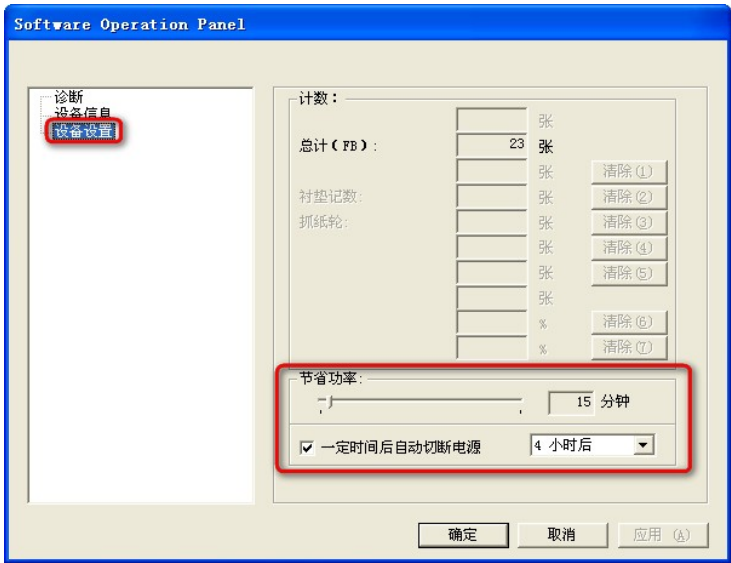 Software Operation Panel
诊断
设备信息
设备设置
计数：
张
总计(FB)：
23 张
张 清除(1)
衬垫记数:
张 清除(2)
抓纸轮:
张 清除(3)
张 清除(4)
张 清除(5)
张
% 清除(6)
% 清除(7)
节省功率:
15 分钟
一定时间后自动切断电源
4 小时后
确定
取消
应用 (A)